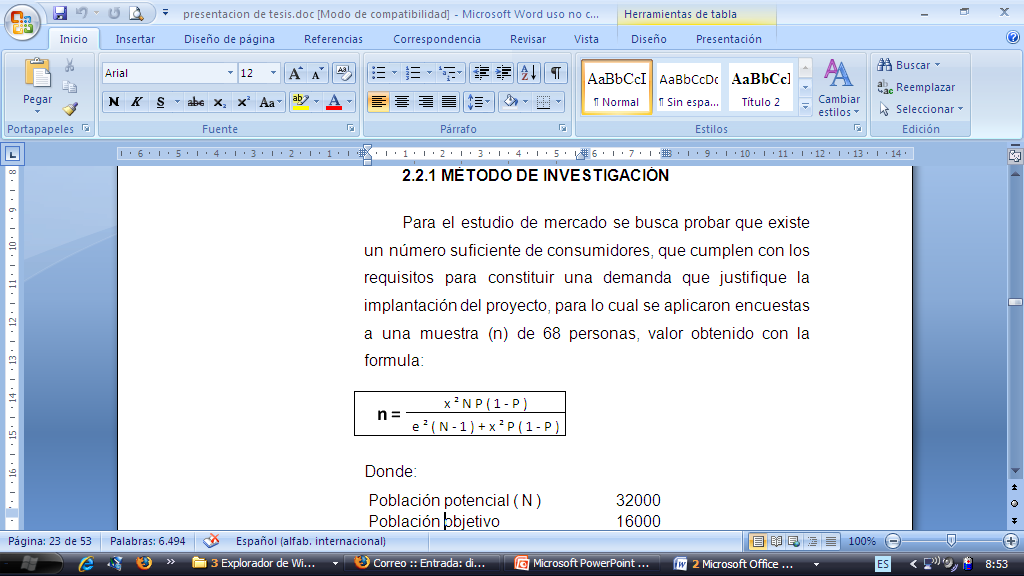 presentacion de tesis.doc [Modo de compatibilidad] - Microsoft Word uso no c...
Herramientas de tabla
Inicio Insertar Diseño de página Referencias Correspondencia Revisar Vista Diseño Presentación
Pegar
Portapapeles
Arial 12
N K S abc x₂ x² Aa
Fuente
Párrafo
AaBbCcI AaBbCcDc AaBbCcl
¶ Normal ¶ Sin espa... Título 2
Cambiar estilos
Estilos
Buscar
Reemplazar
Seleccionar
Edición
2.2.1 MÉTODO DE INVESTIGACIÓN
Para el estudio de mercado se busca probar que existe
un número suficiente de consumidores, que cumplen con los
requisitos para constituir una demanda que justifique la
implantación del proyecto, para lo cual se aplicaron encuestas
a una muestra (n) de 68 personas, valor obtenido con la
formula:
x ² N P ( 1 - P )
n =
e ² ( N - 1 ) + x ² P ( 1 - P )
Donde:
Población potencial ( N ) 32000
Población objetivo 16000
Página: 23 de 53 Palabras: 6.494 Español (alfab. internacional) 100%
3 Explorador de Wi... Correo :: Entrada: di... Microsoft PowerPoint ... 2 Microsoft Office ... ES 8:53